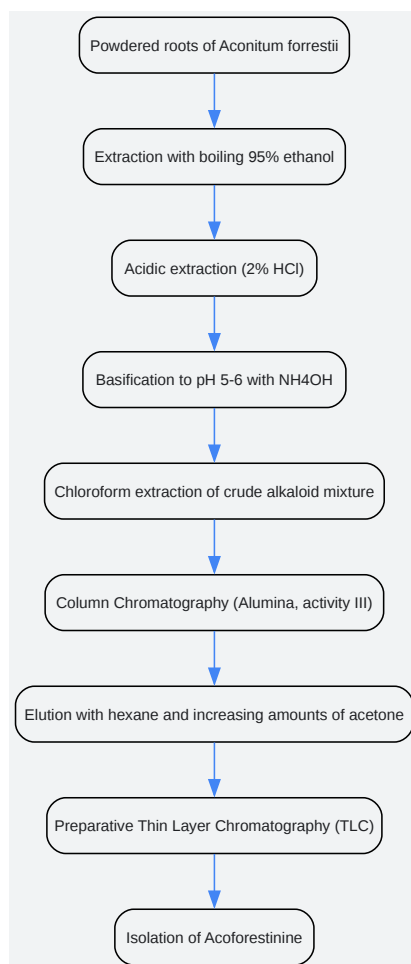 Powdered roots of Aconitum forrestii
Extraction with boiling 95% ethanol
Acidic extraction (2% HCl)
Basification to pH 5-6 with NH4OH
Chloroform extraction of crude alkaloid mixture
Column Chromatography (Alumina, activity III)
Elution with hexane and increasing amounts of acetone
Preparative Thin Layer Chromatography (TLC)
Isolation of Acoforestinine